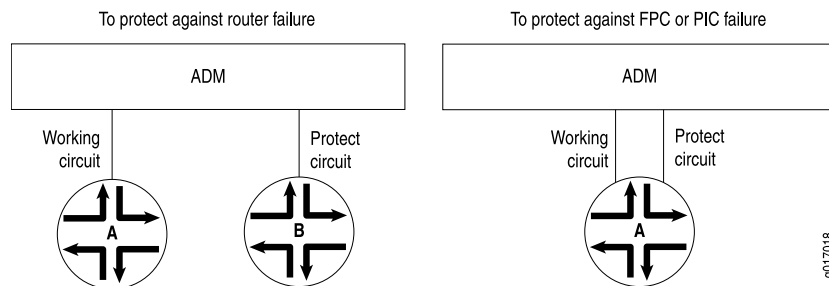 To protect against router failure
ADM
Working
circuit
Protect
circuit
A
B
To protect against FPC or PIC failure
ADM
Working
circuit
Protect
circuit
A
g017018